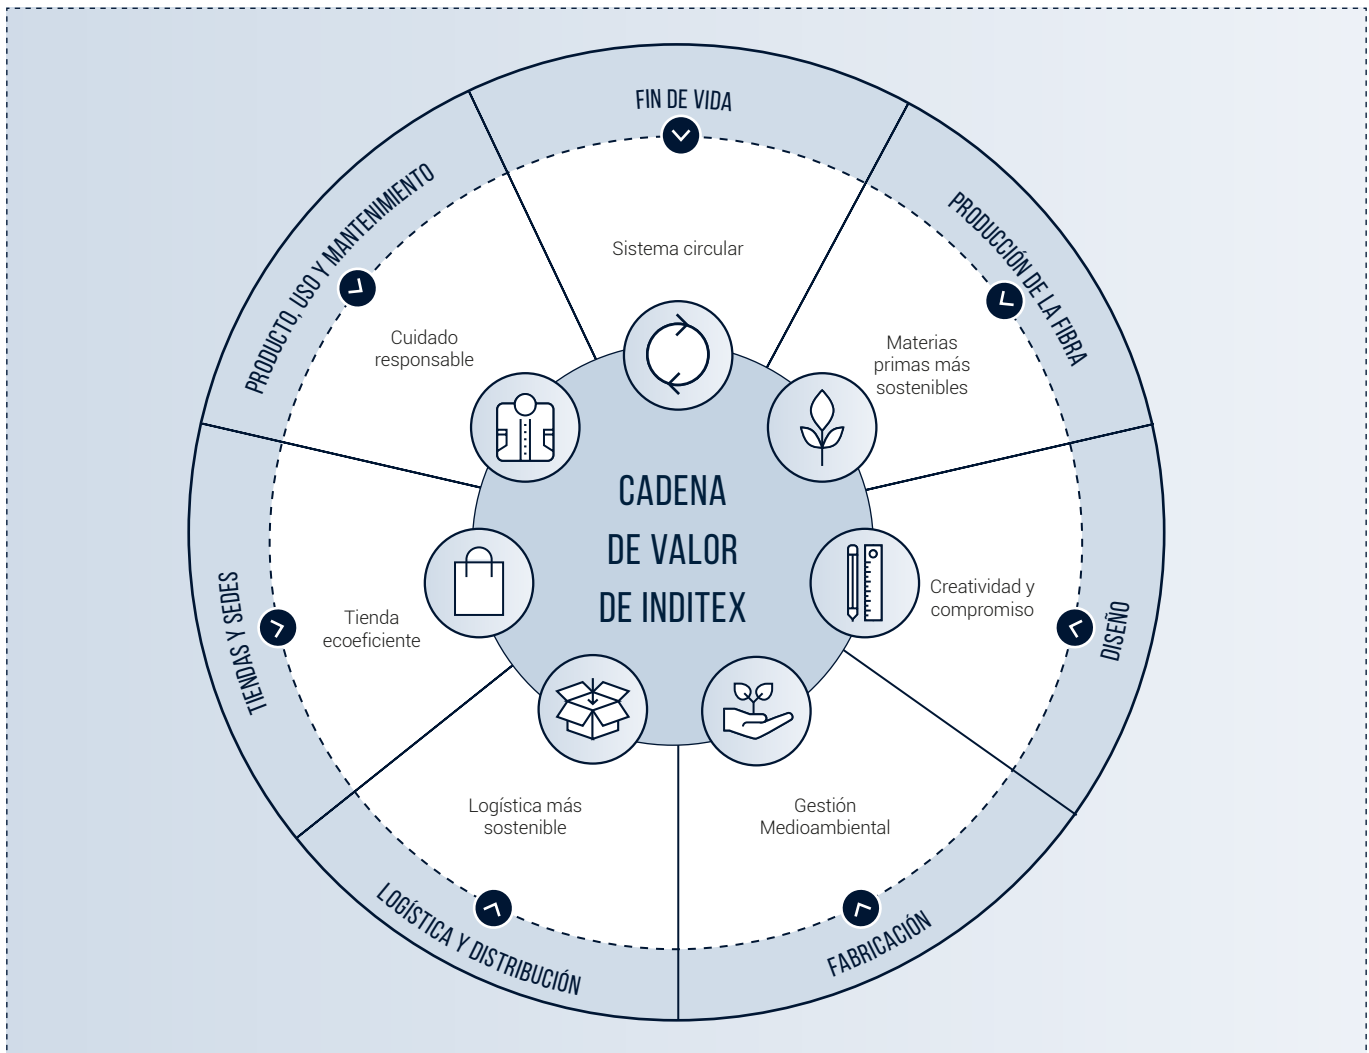 FIN DE VIDA
Sistema circular
PRODUCCIÓN DE LA FIBRA
Materias
primas más
sostenibles
DISEÑO
Creatividad y
compromiso
FABRICACIÓN
Gestión
Medioambiental
LOGÍSTICA Y DISTRIBUCIÓN
Logística más
sostenible
TIENDAS Y SEDES
Tienda
ecoeficiente
PRODUCTO, USO Y MANTENIMIENTO
Cuidado
responsable
CADENA
DE VALOR
DE INDITEX